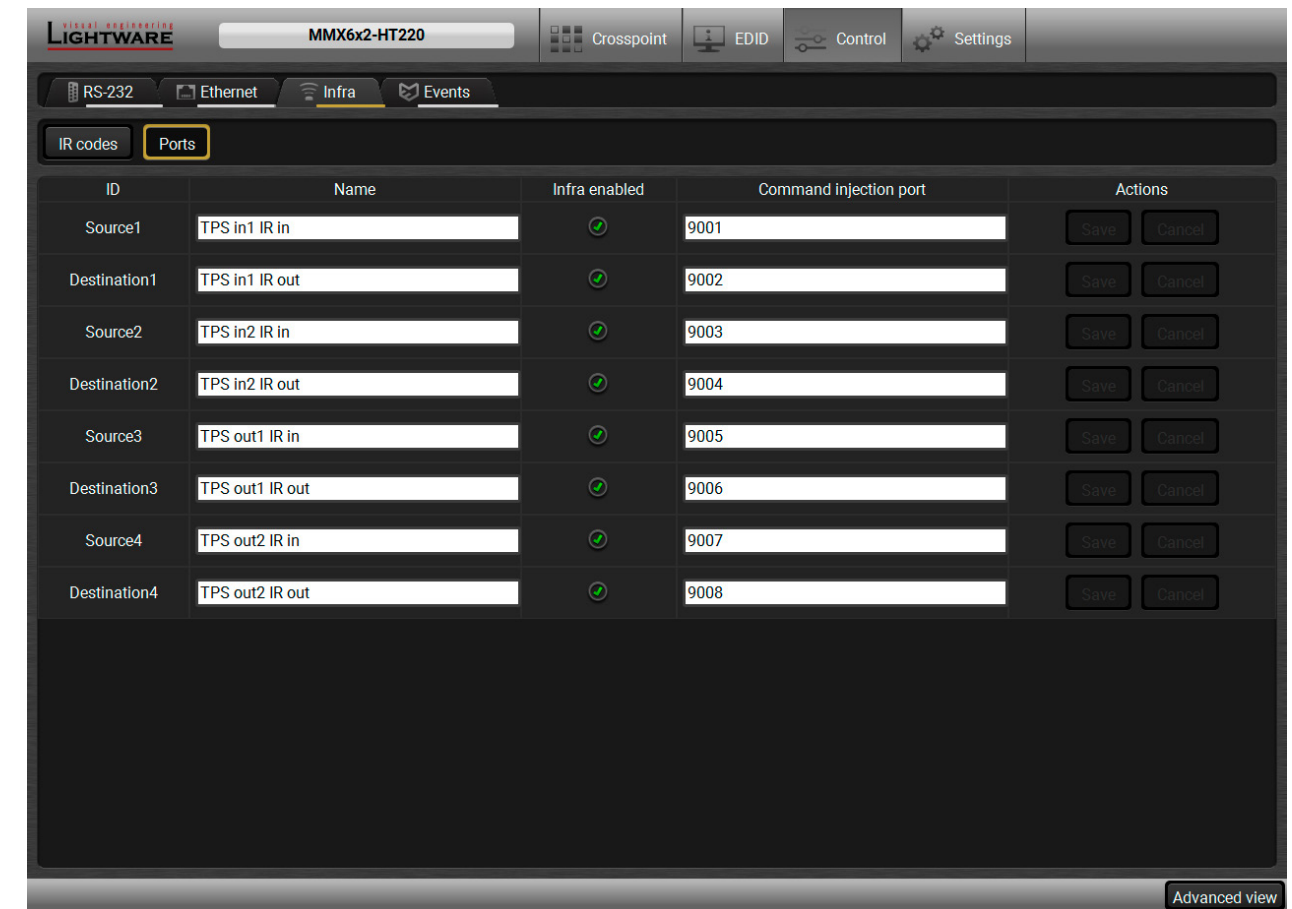 visual engineering
LIGHTWARE MMX6x2-HT220 Crosspoint EDID Control Settings
RS-232 Ethernet Infra Events
IR codes Ports
ID Name Infra enabled Command injection port Actions
Source1 TPS in1 IR in 9001 Save Cancel
Destination1 TPS in1 IR out 9002 Save Cancel
Source2 TPS in2 IR in 9003 Save Cancel
Destination2 TPS in2 IR out 9004 Save Cancel
Source3 TPS out1 IR in 9005 Save Cancel
Destination3 TPS out1 IR out 9006 Save Cancel
Source4 TPS out2 IR in 9007 Save Cancel
Destination4 TPS out2 IR out 9008 Save Cancel
Advanced view